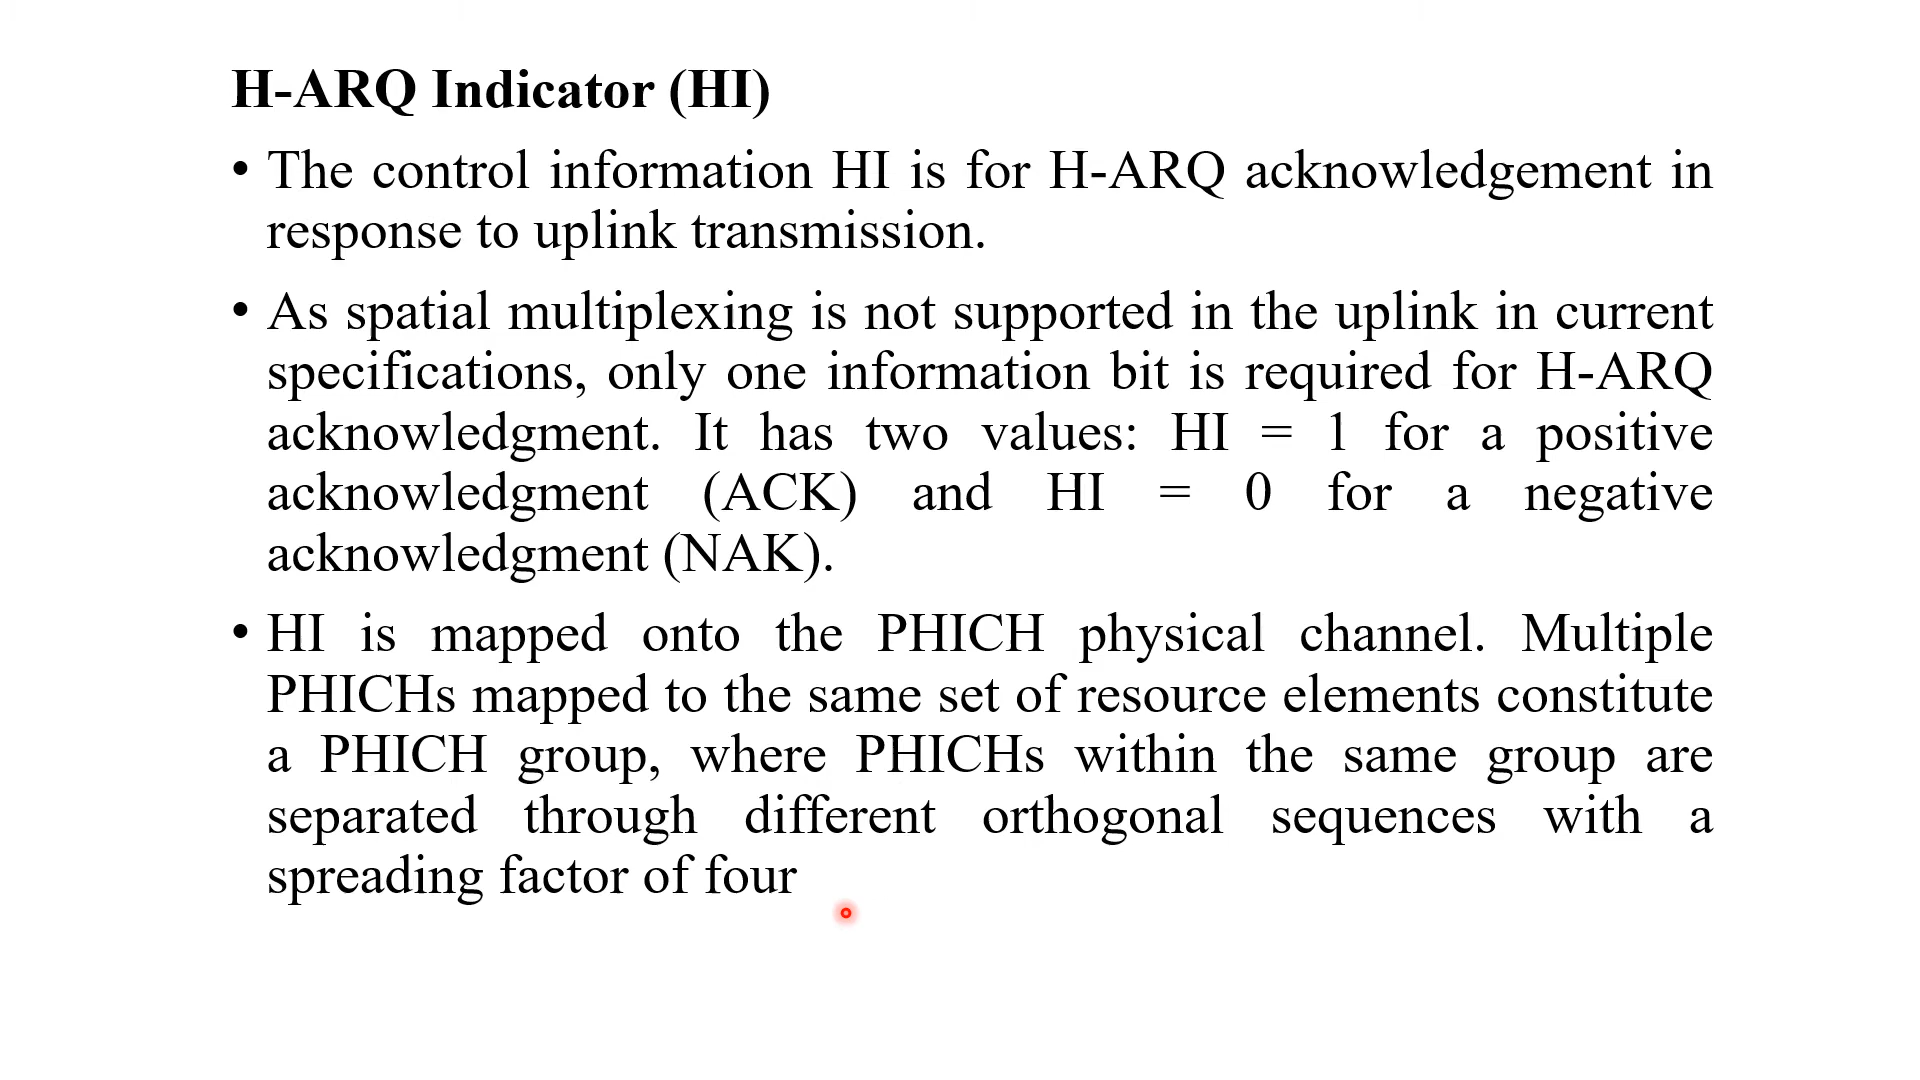 H-ARQ Indicator (HI)
• The control information HI is for H-ARQ acknowledgement in
response to uplink transmission.
• As spatial multiplexing is not supported in the uplink in current
specifications, only one information bit is required for H-ARQ
acknowledgment. It has two values: HI = 1 for a positive
acknowledgment (ACK) and HI = 0 for a negative
acknowledgment (NAK).
• HI is mapped onto the PHICH physical channel. Multiple
PHICHs mapped to the same set of resource elements constitute
a PHICH group, where PHICHs within the same group are
separated through different orthogonal sequences with a
spreading factor of four